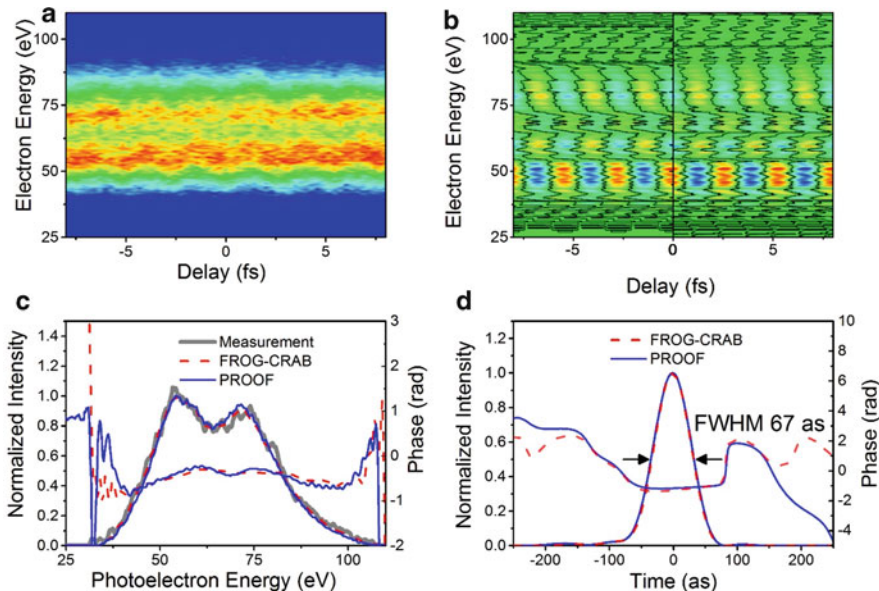 a
Electron Energy (eV)
100
75
50
25
-5
0
5
Delay (fs)
b
Electron Energy (eV)
100
75
50
25
-5
0
5
Delay (fs)
c
Normalized Intensity
1.4
1.2
1.0
0.8
0.6
0.4
0.2
0.0
Measurement
FROG-CRAB
PROOF
3
2
1
0
-1
-2
Phase (rad)
25
50
75
100
Photoelectron Energy (eV)
d
Normalized Intensity
1.2
1.0
0.8
0.6
0.4
0.2
0.0
FROG-CRAB
PROOF
FWHM 67 as
10
8
6
4
2
0
-2
-4
Phase (rad)
-200
-100
0
100
200
Time (as)